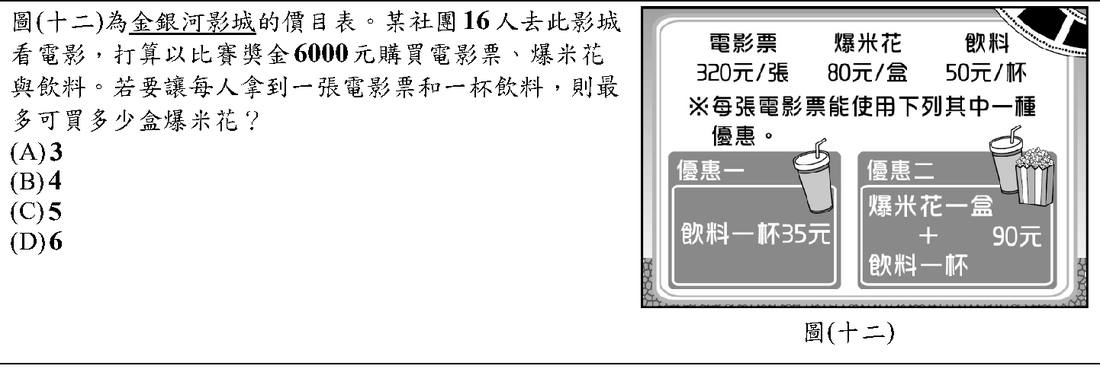 圖(十二)為金銀河影城的價目表。某社團16人去此影城
看電影，打算以比賽獎金6000元購買電影票、爆米花
與飲料。若要讓每人拿到一張電影票和一杯飲料，則最
多可買多少盒爆米花？
(A)3
(B)4
(C)5
(D)6
電影票 爆米花 飲料
320元/張 80元/盒 50元/杯
※每張電影票能使用下列其中一種
優惠。
優惠一
飲料一杯35元
優惠二
爆米花一盒
＋ 90元
飲料一杯
圖(十二)